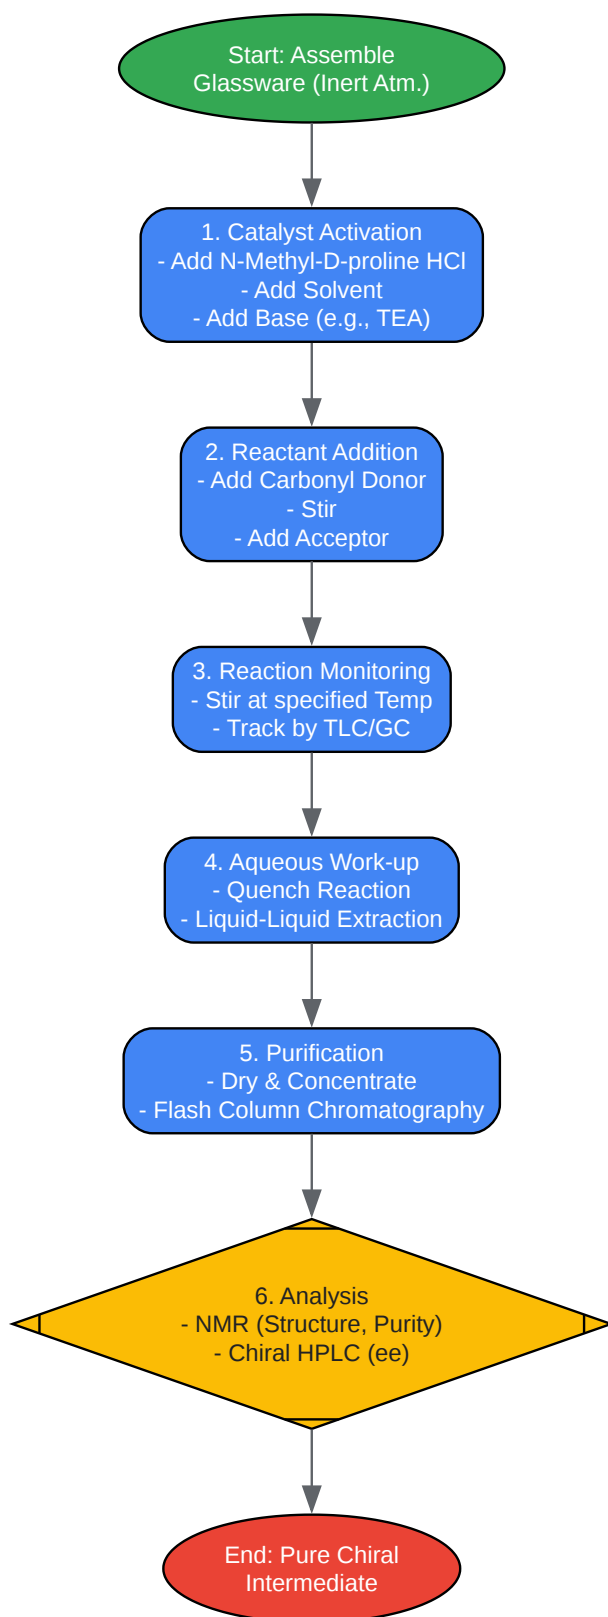 Start: Assemble
Glassware (Inert Atm.)
1. Catalyst Activation
- Add N-Methyl-D-proline HCl
- Add Solvent
- Add Base (e.g., TEA)
2. Reactant Addition
- Add Carbonyl Donor
- Stir
- Add Acceptor
3. Reaction Monitoring
- Stir at specified Temp
- Track by TLC/GC
4. Aqueous Work-up
- Quench Reaction
- Liquid-Liquid Extraction
5. Purification
- Dry & Concentrate
- Flash Column Chromatography
6. Analysis
- NMR (Structure, Purity)
- Chiral HPLC (ee)
End: Pure Chiral
Intermediate